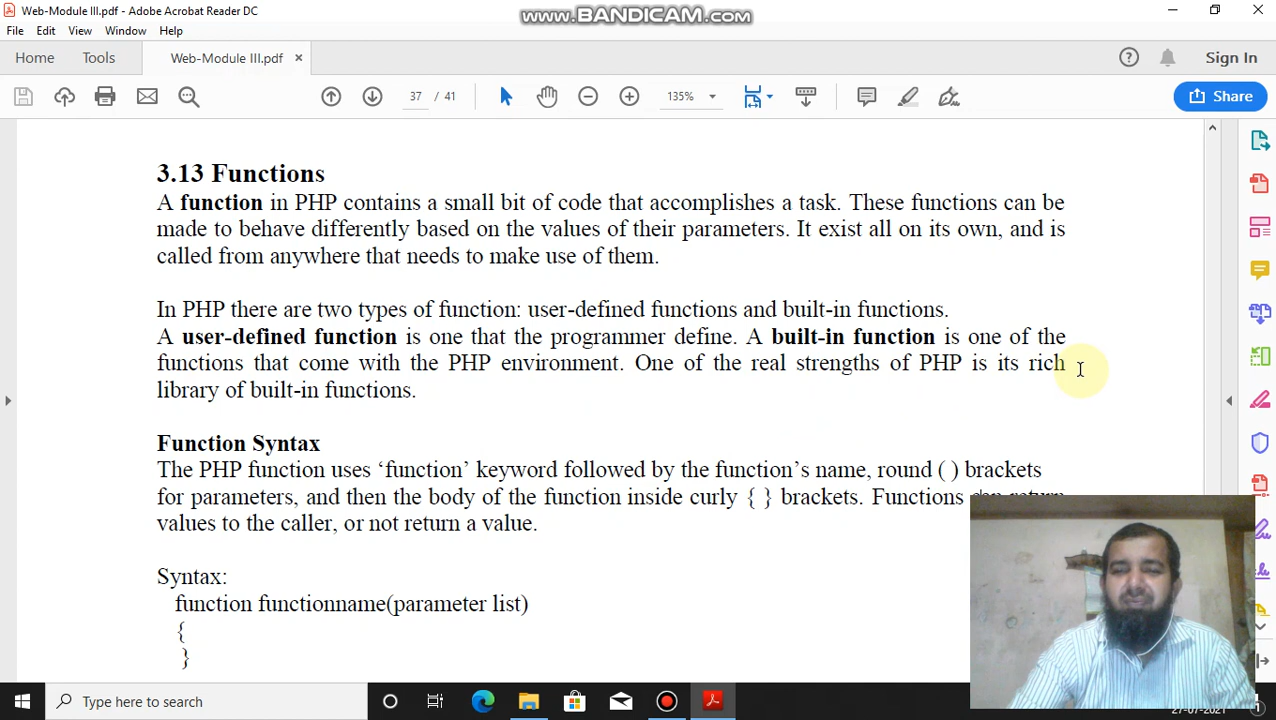 Web-Module III.pdf - Adobe Acrobat Reader DC
www.BANDICAM.com
File Edit View Window Help
Home Tools Web-Module III.pdf × Sign In
37 / 41 135% Share
3.13 Functions
A function in PHP contains a small bit of code that accomplishes a task. These functions can be
made to behave differently based on the values of their parameters. It exist all on its own, and is
called from anywhere that needs to make use of them.
In PHP there are two types of function: user-defined functions and built-in functions.
A user-defined function is one that the programmer define. A built-in function is one of the
functions that come with the PHP environment. One of the real strengths of PHP is its rich
library of built-in functions.
Function Syntax
The PHP function uses ‘function’ keyword followed by the function’s name, round ( ) brackets
for parameters, and then the body of the function inside curly { } brackets. Functions can return
values to the caller, or not return a value.
Syntax:
function functionname(parameter list)
{
}
Type here to search
27-07-2021